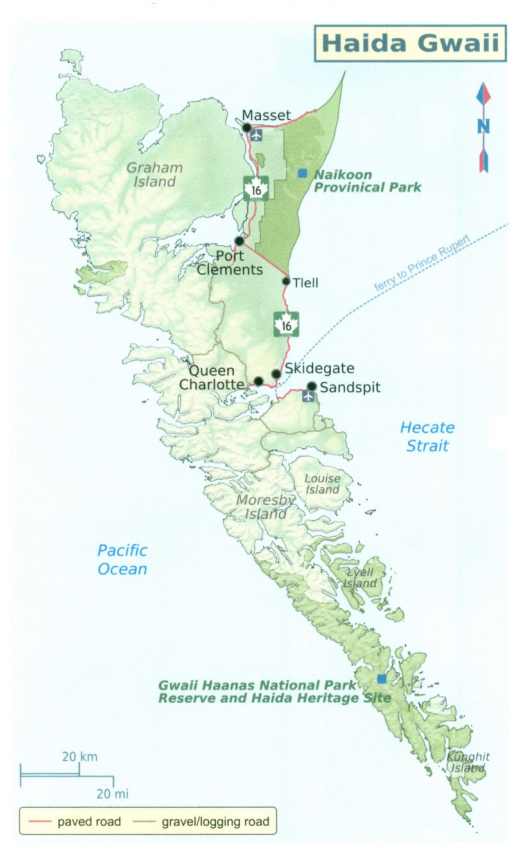 Haida Gwaii
N
Masset
Graham
Island
16
Naikoon
Provinical Park
Port
Clements
Tlell
ferry to Prince Rupert
16
Queen
Charlotte
Skidegate
Sandspit
Hecate
Strait
Louise
Island
Moresby
Island
Pacific
Ocean
Lyell
Island
Gwaii Haanas National Park
Reserve and Haida Heritage Site
Kunghit
Island
20 km
20 mi
paved road
gravel/logging road